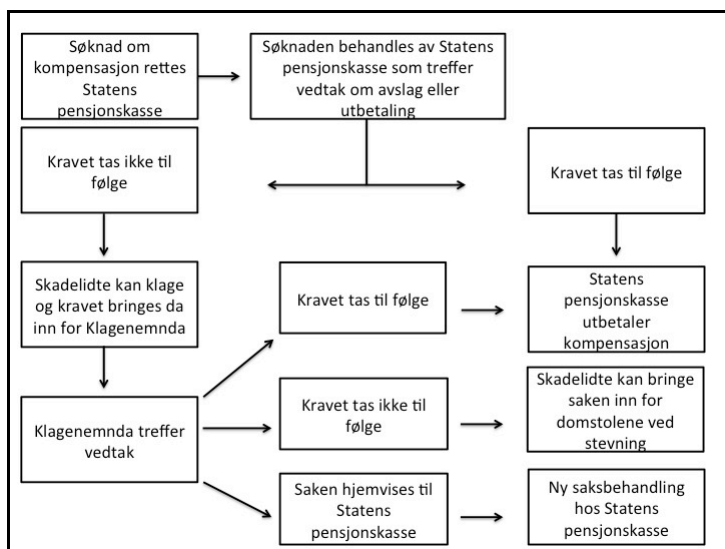 Søknad om
kompensasjon rettes
Statens
pensjonskasse
Søknaden behandles av Statens
pensjonskasse som treffer
vedtak om avslag eller
utbetaling
Kravet tas ikke til
følge
Kravet tas til følge
Skadelidte kan klage
og kravet bringes da
inn for Klagenemnda
Kravet tas til følge
Statens
pensjonskasse
utbetaler
kompensasjon
Klagenemnda treffer
vedtak
Kravet tas ikke til
følge
Skadelidte kan bringe
saken inn for
domstolene ved
stevning
Saken hjemvises til
Statens
pensjonskasse
Ny saksbehandling
hos Statens
pensjonskasse